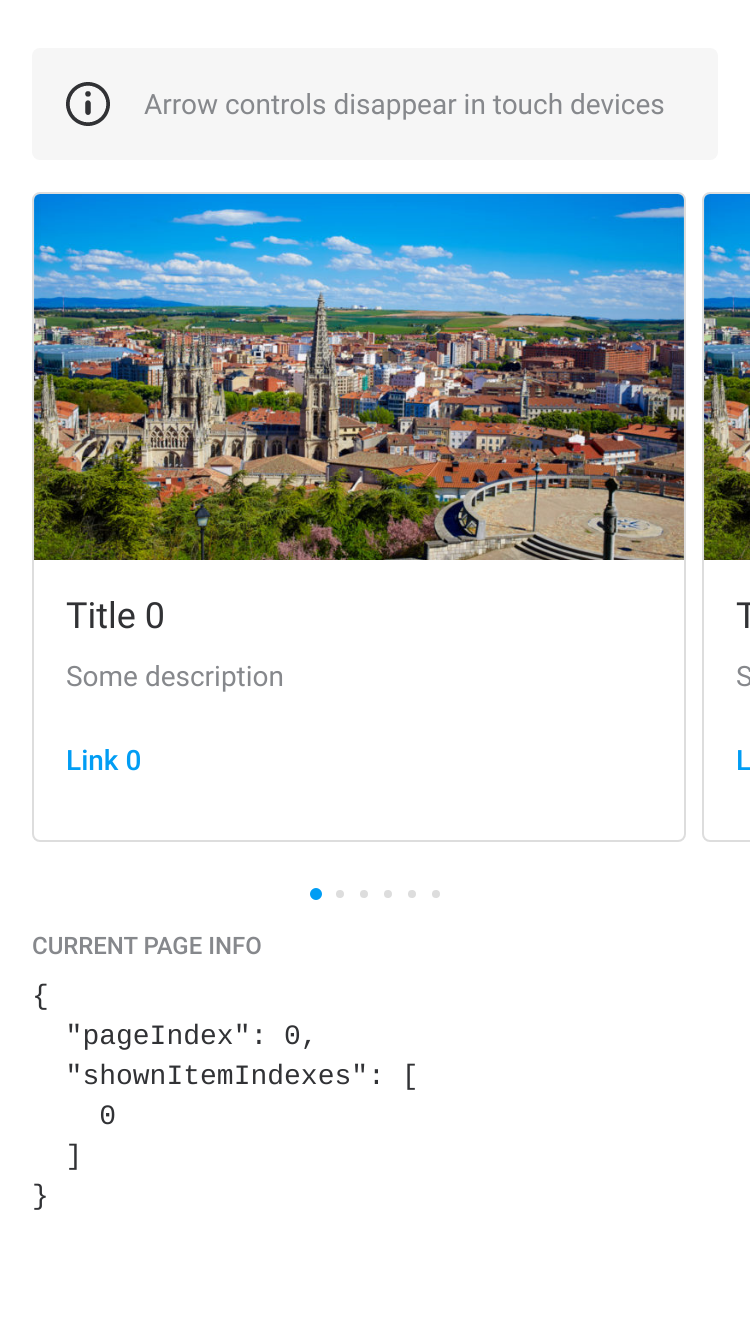 Arrow controls disappear in touch devices
Title 0
Some description
Link 0
T
S
L
CURRENT PAGE INFO
{
  "pageIndex": 0,
  "shownItemIndexes": [
    0
  ]
}